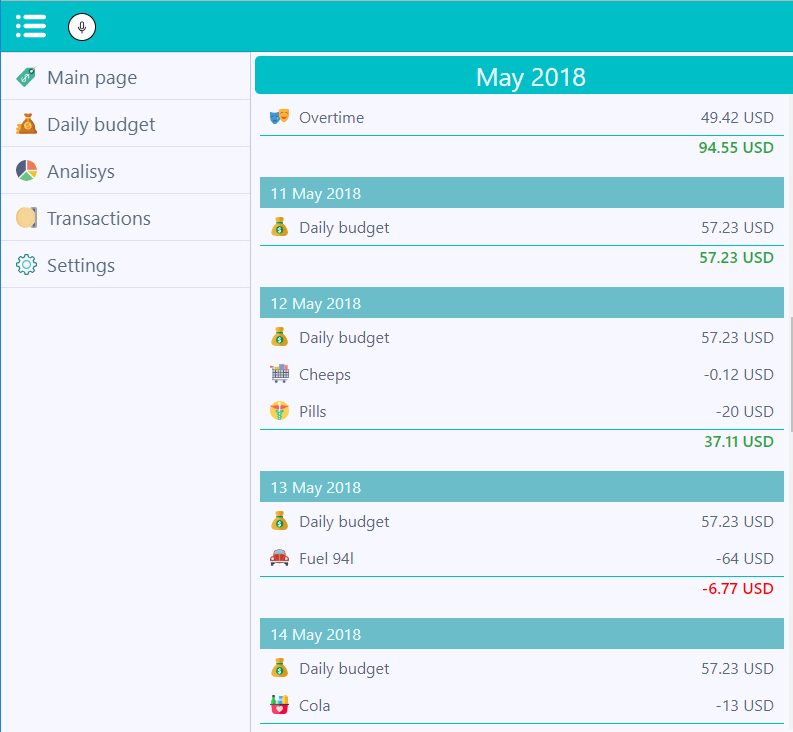 Main page
Daily budget
Analisys
Transactions
Settings
May 2018
Overtime 49.42 USD
94.55 USD
11 May 2018
Daily budget 57.23 USD
57.23 USD
12 May 2018
Daily budget 57.23 USD
Cheeps -0.12 USD
Pills -20 USD
37.11 USD
13 May 2018
Daily budget 57.23 USD
Fuel 94l -64 USD
-6.77 USD
14 May 2018
Daily budget 57.23 USD
Cola -13 USD